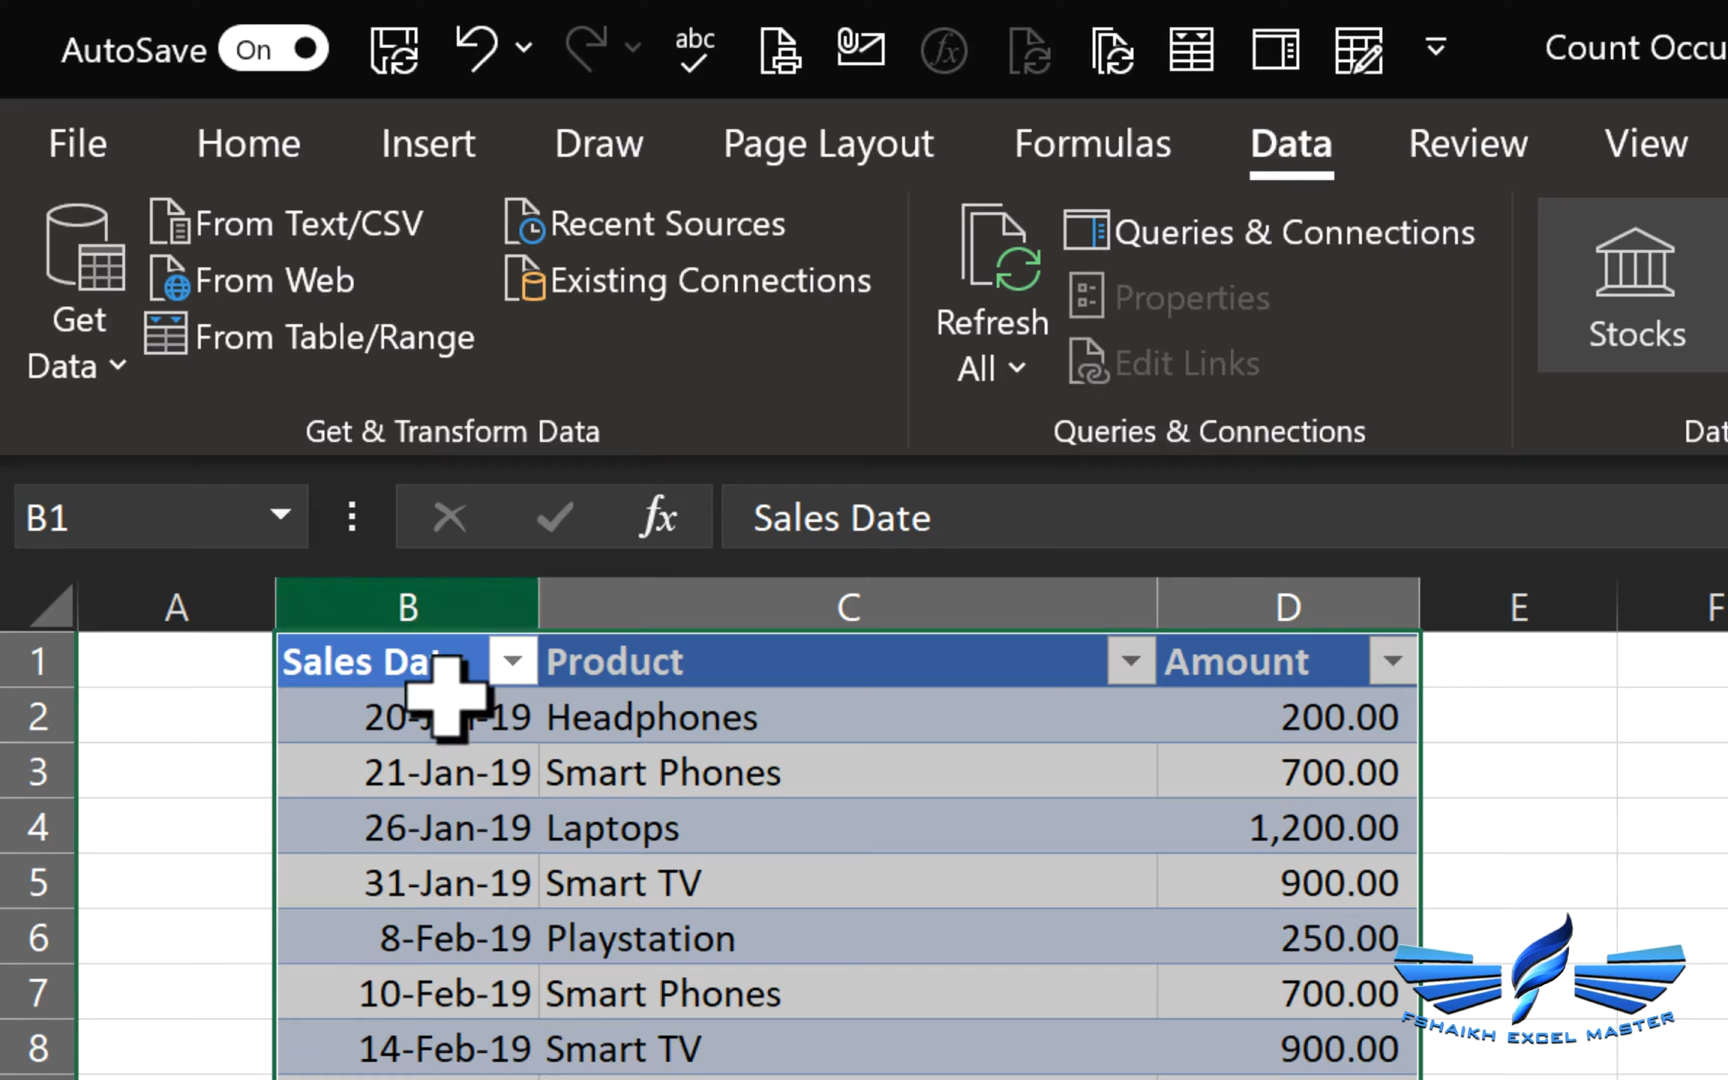 AutoSave On abc Count Occu
File Home Insert Draw Page Layout Formulas Data Review View
Get Data
From Text/CSV
From Web
From Table/Range
Recent Sources
Existing Connections
Get & Transform Data
Refresh All
Queries & Connections
Properties
Edit Links
Queries & Connections
Stocks
Dat
B1 fx Sales Date
A B C D E F
1 Sales Dat Product Amount
2 20-Jan-19 Headphones 200.00
3 21-Jan-19 Smart Phones 700.00
4 26-Jan-19 Laptops 1,200.00
5 31-Jan-19 Smart TV 900.00
6 8-Feb-19 Playstation 250.00
7 10-Feb-19 Smart Phones 700.00
8 14-Feb-19 Smart TV 900.00
FSHAIKH EXCEL MASTER